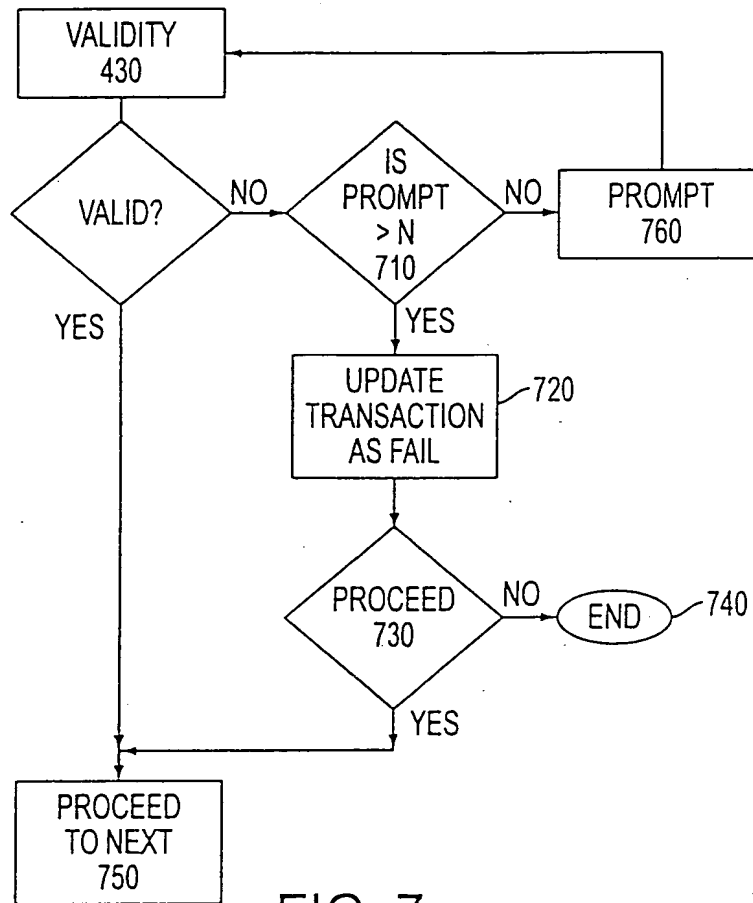 VALIDITY
430
VALID?
NO
IS
PROMPT
> N
710
NO
PROMPT
760
YES
YES
UPDATE
TRANSACTION
AS FAIL
720
PROCEED
730
NO
END
740
YES
PROCEED
TO NEXT
750
FIG. 7